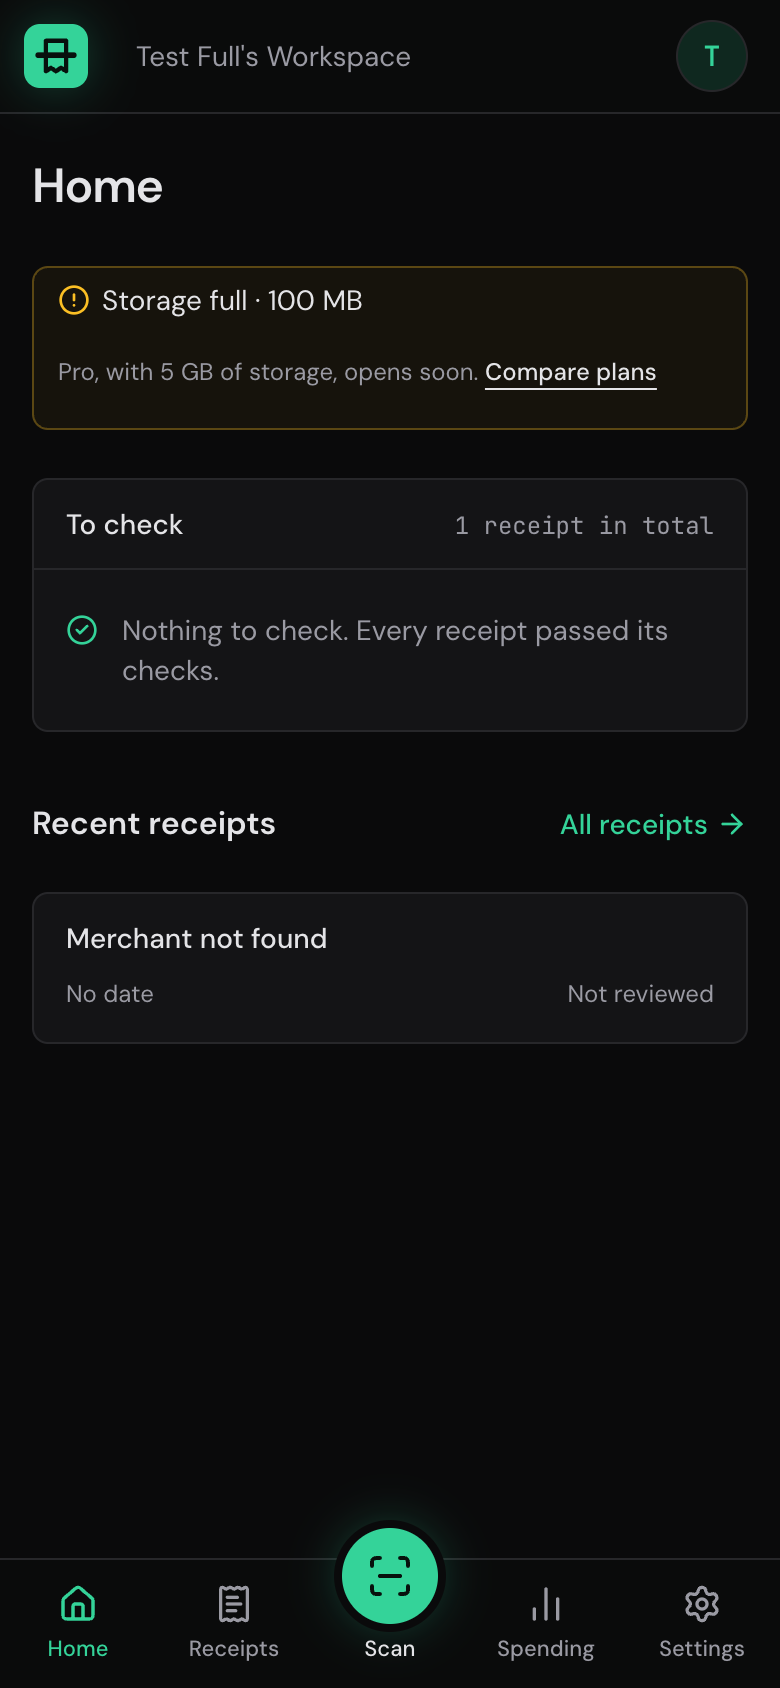 Test Full's Workspace
T
Home
Storage full · 100 MB
Pro, with 5 GB of storage, opens soon. Compare plans
To check
1 receipt in total
Nothing to check. Every receipt passed its
checks.
Recent receipts
All receipts →
Merchant not found
No date
Not reviewed
Home
Receipts
Scan
Spending
Settings